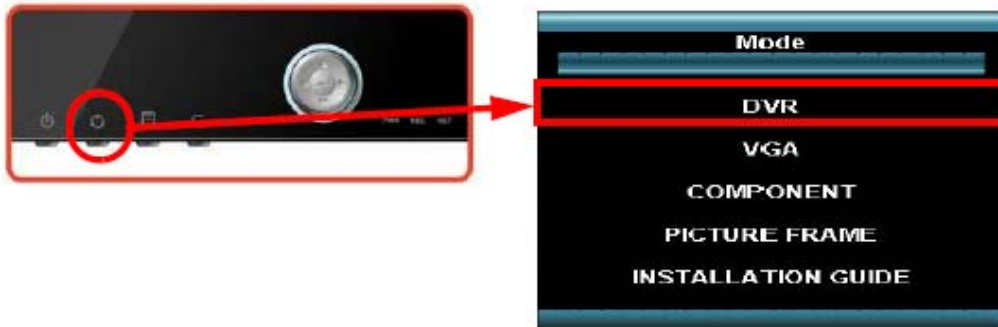 Mode
DVR
VGA
COMPONENT
PICTURE FRAME
INSTALLATION GUIDE